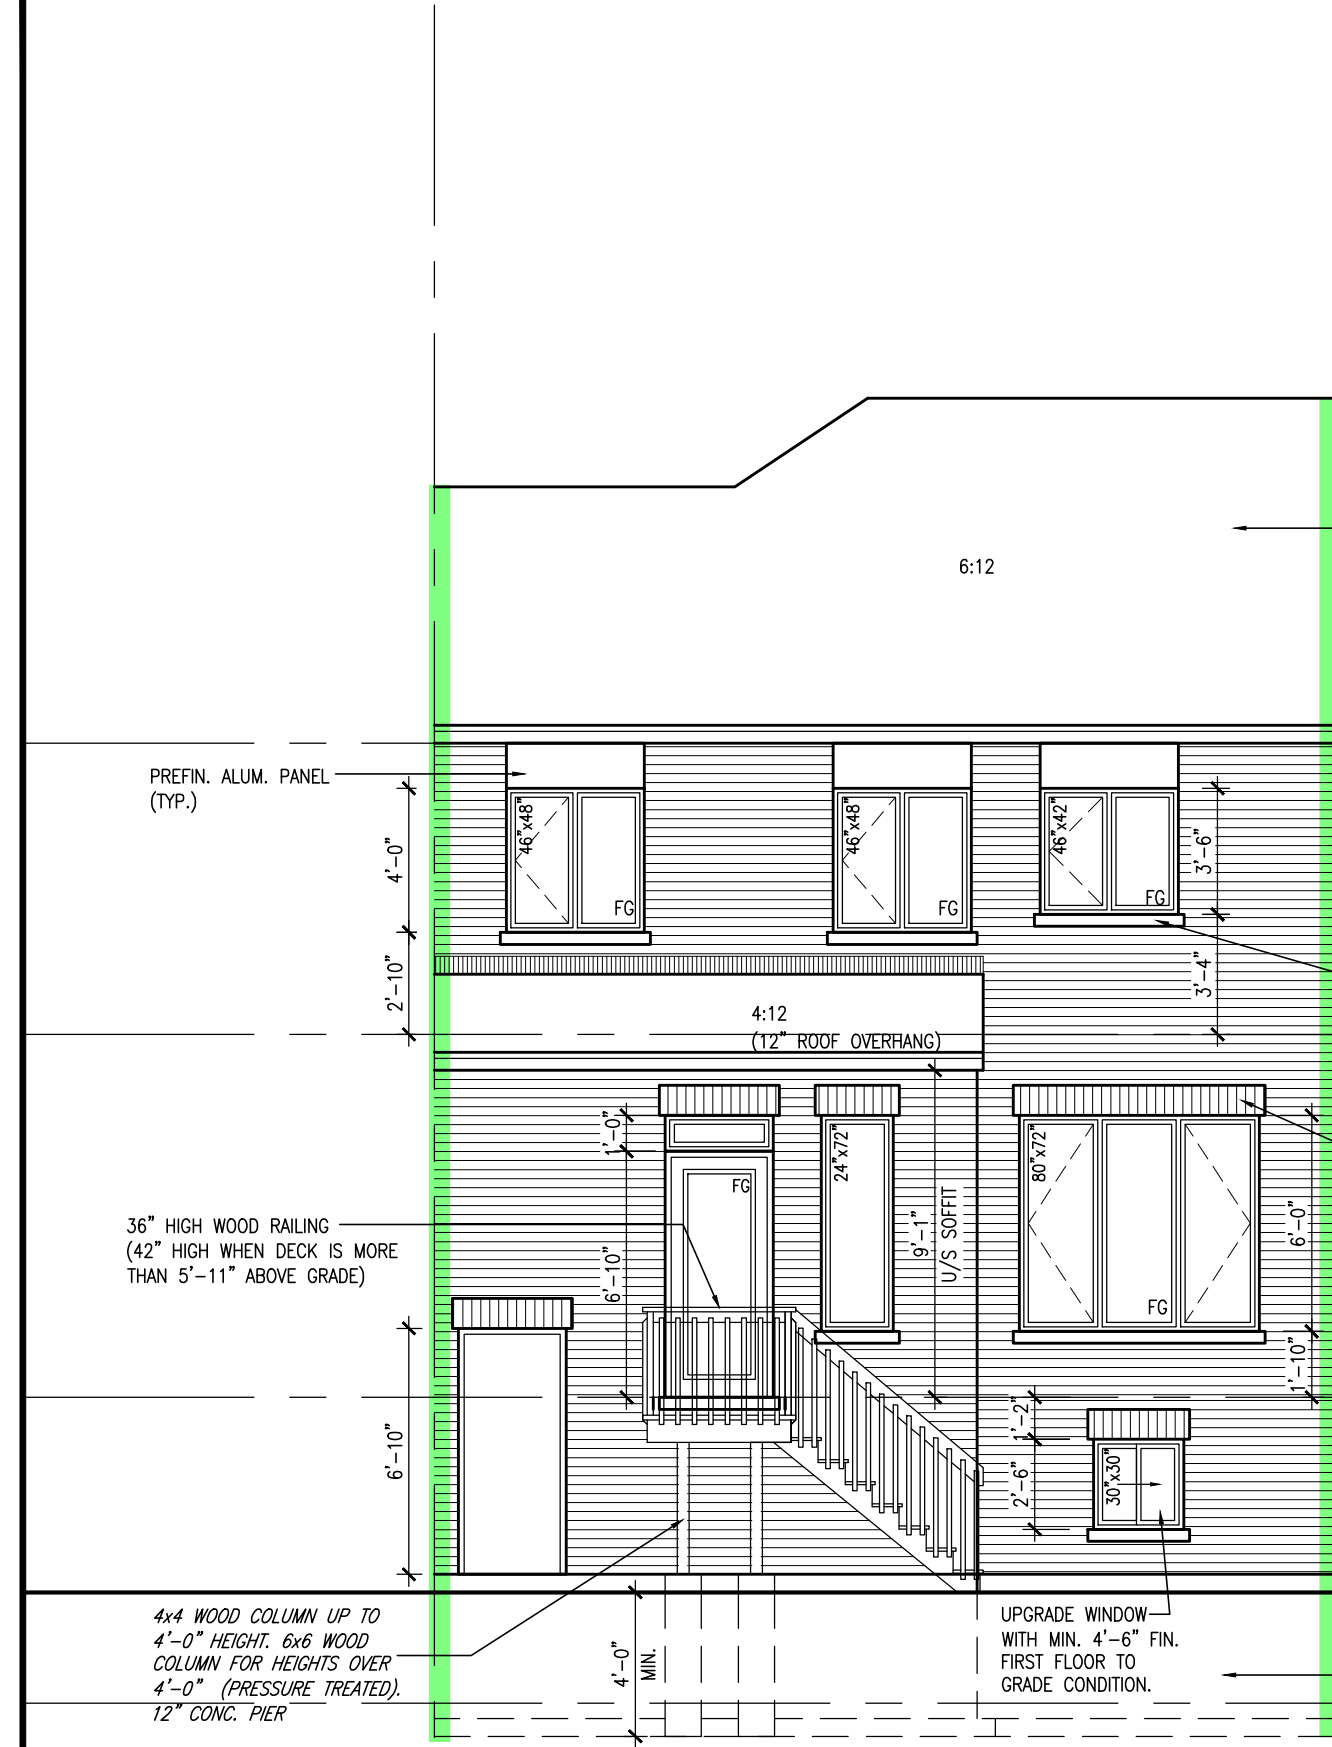 6:12
PREFIN. ALUM. PANEL
(TYP.)
46"x48"
FG
46"x48"
FG
46"x42"
FG
4'-0"
3'-6"
2'-10"
3'-4"
4:12
(12" ROOF OVERHANG)
1'-0"
24"x72"
80"x72"
FG
36" HIGH WOOD RAILING
(42" HIGH WHEN DECK IS MORE
THAN 5'-11" ABOVE GRADE)
6'-10"
9'-1"
U/S SOFFIT
6'-0"
FG
1'-10"
1'-2"
6'-10"
2'-6"
30"x30"
4x4 WOOD COLUMN UP TO
4'-0" HEIGHT. 6x6 WOOD
COLUMN FOR HEIGHTS OVER
4'-0" (PRESSURE TREATED).
12" CONC. PIER
4'-0"
MIN.
UPGRADE WINDOW
WITH MIN. 4'-6" FIN.
FIRST FLOOR TO
GRADE CONDITION.